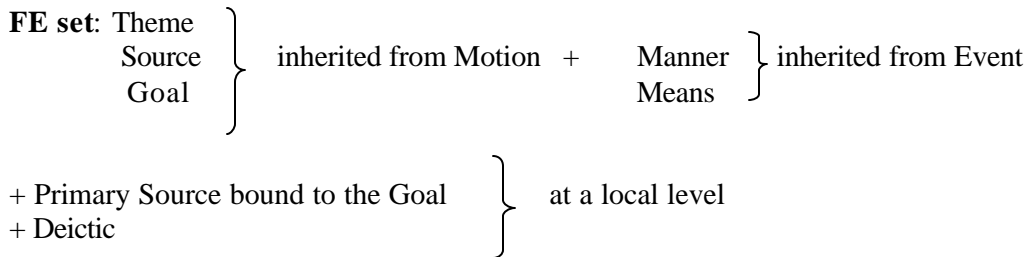 FE set: Theme
Source inherited from Motion + Manner inherited from Event
Goal Means
+ Primary Source bound to the Goal at a local level
+ Deictic